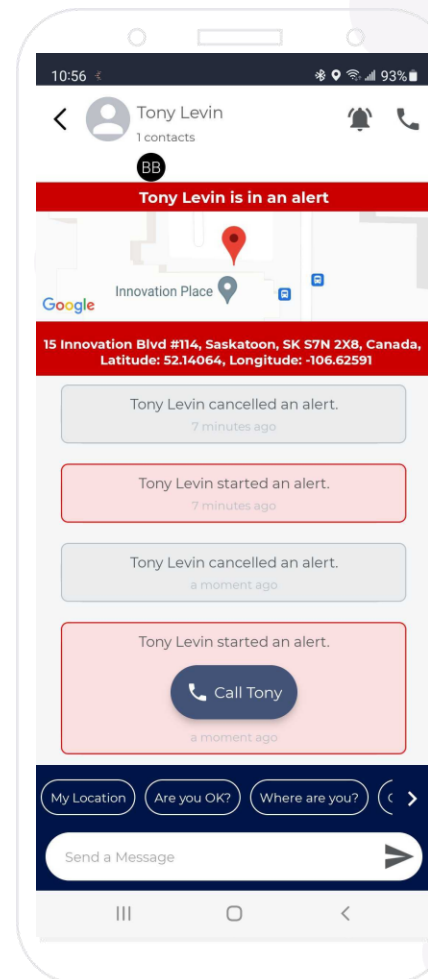 10:56
93%
Tony Levin
1 contacts
BB
Tony Levin is in an alert
Innovation Place
Google
15 Innovation Blvd #114, Saskatoon, SK S7N 2X8, Canada,
Latitude: 52.14064, Longitude: -106.62591
Tony Levin cancelled an alert.
7 minutes ago
Tony Levin started an alert.
7 minutes ago
Tony Levin cancelled an alert.
a moment ago
Tony Levin started an alert.
Call Tony
a moment ago
My Location
Are you OK?
Where are you?
Send a Message